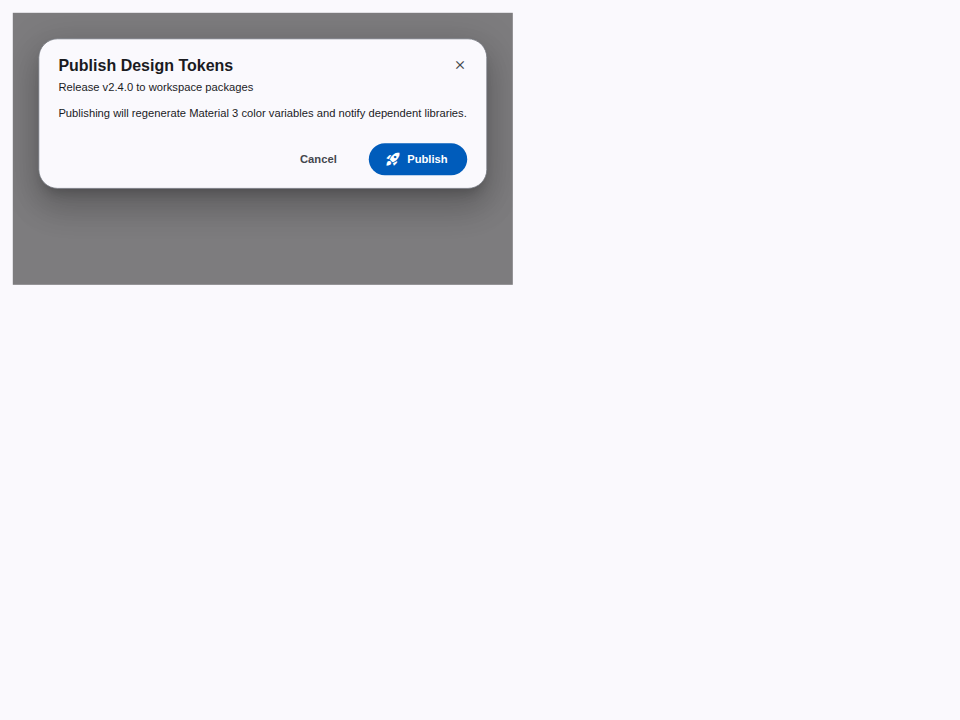 Publish Design Tokens
Release v2.4.0 to workspace packages
Publishing will regenerate Material 3 color variables and notify dependent libraries.
Cancel
Publish